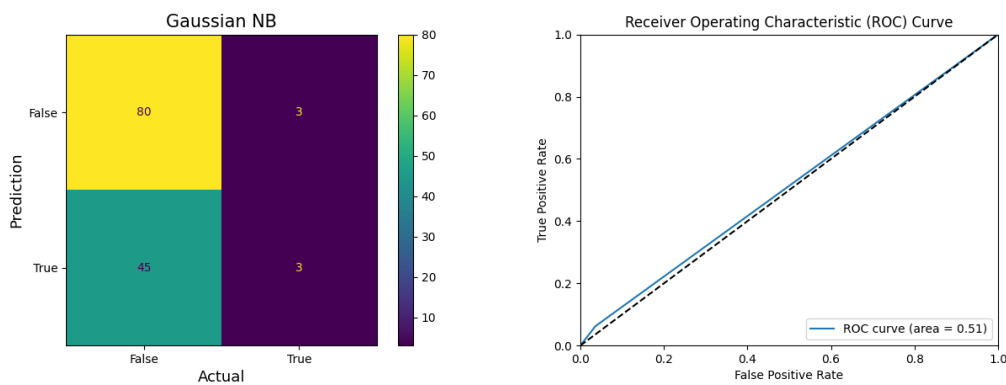 Gaussian NB
80
3
45
3
False
True
Prediction
False
True
Actual
80
70
60
50
40
30
20
10
Receiver Operating Characteristic (ROC) Curve
1.0
0.8
0.6
0.4
0.2
0.0
True Positive Rate
0.0 0.2 0.4 0.6 0.8 1.0
False Positive Rate
ROC curve (area = 0.51)